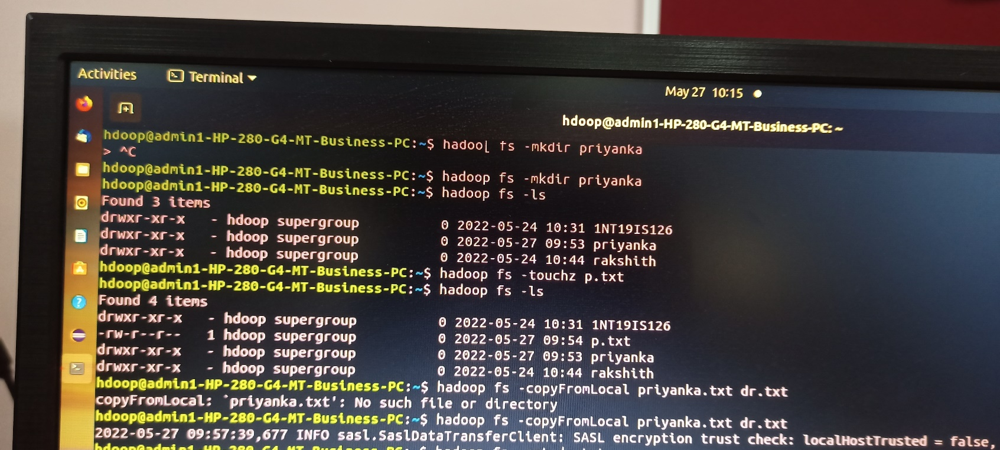 Activities Terminal
May 27 10:15
hdoop@admin1-HP-280-G4-MT-Business-PC: ~
hdoop@admin1-HP-280-G4-MT-Business-PC:~$ hadoo[ fs -mkdir priyanka
> ^C
hdoop@admin1-HP-280-G4-MT-Business-PC:~$ hadoop fs -mkdir priyanka
hdoop@admin1-HP-280-G4-MT-Business-PC:~$ hadoop fs -ls
Found 3 items
drwxr-xr-x - hdoop supergroup 0 2022-05-24 10:31 1NT19IS126
drwxr-xr-x - hdoop supergroup 0 2022-05-27 09:53 priyanka
drwxr-xr-x - hdoop supergroup 0 2022-05-24 10:44 rakshith
hdoop@admin1-HP-280-G4-MT-Business-PC:~$ hadoop fs -touchz p.txt
hdoop@admin1-HP-280-G4-MT-Business-PC:~$ hadoop fs -ls
Found 4 items
drwxr-xr-x - hdoop supergroup 0 2022-05-24 10:31 1NT19IS126
-rw-r--r-- 1 hdoop supergroup 0 2022-05-27 09:54 p.txt
drwxr-xr-x - hdoop supergroup 0 2022-05-27 09:53 priyanka
drwxr-xr-x - hdoop supergroup 0 2022-05-24 10:44 rakshith
hdoop@admin1-HP-280-G4-MT-Business-PC:~$ hadoop fs -copyFromLocal priyanka.txt dr.txt
copyFromLocal: `priyanka.txt': No such file or directory
hdoop@admin1-HP-280-G4-MT-Business-PC:~$ hadoop fs -copyFromLocal priyanka.txt dr.txt
2022-05-27 09:57:39,677 INFO sasl.SaslDataTransferClient: SASL encryption trust check: localHostTrusted = false,
hdoop@admin1-HP-280-G4-MT-Business-PC:~$ hadoop fs